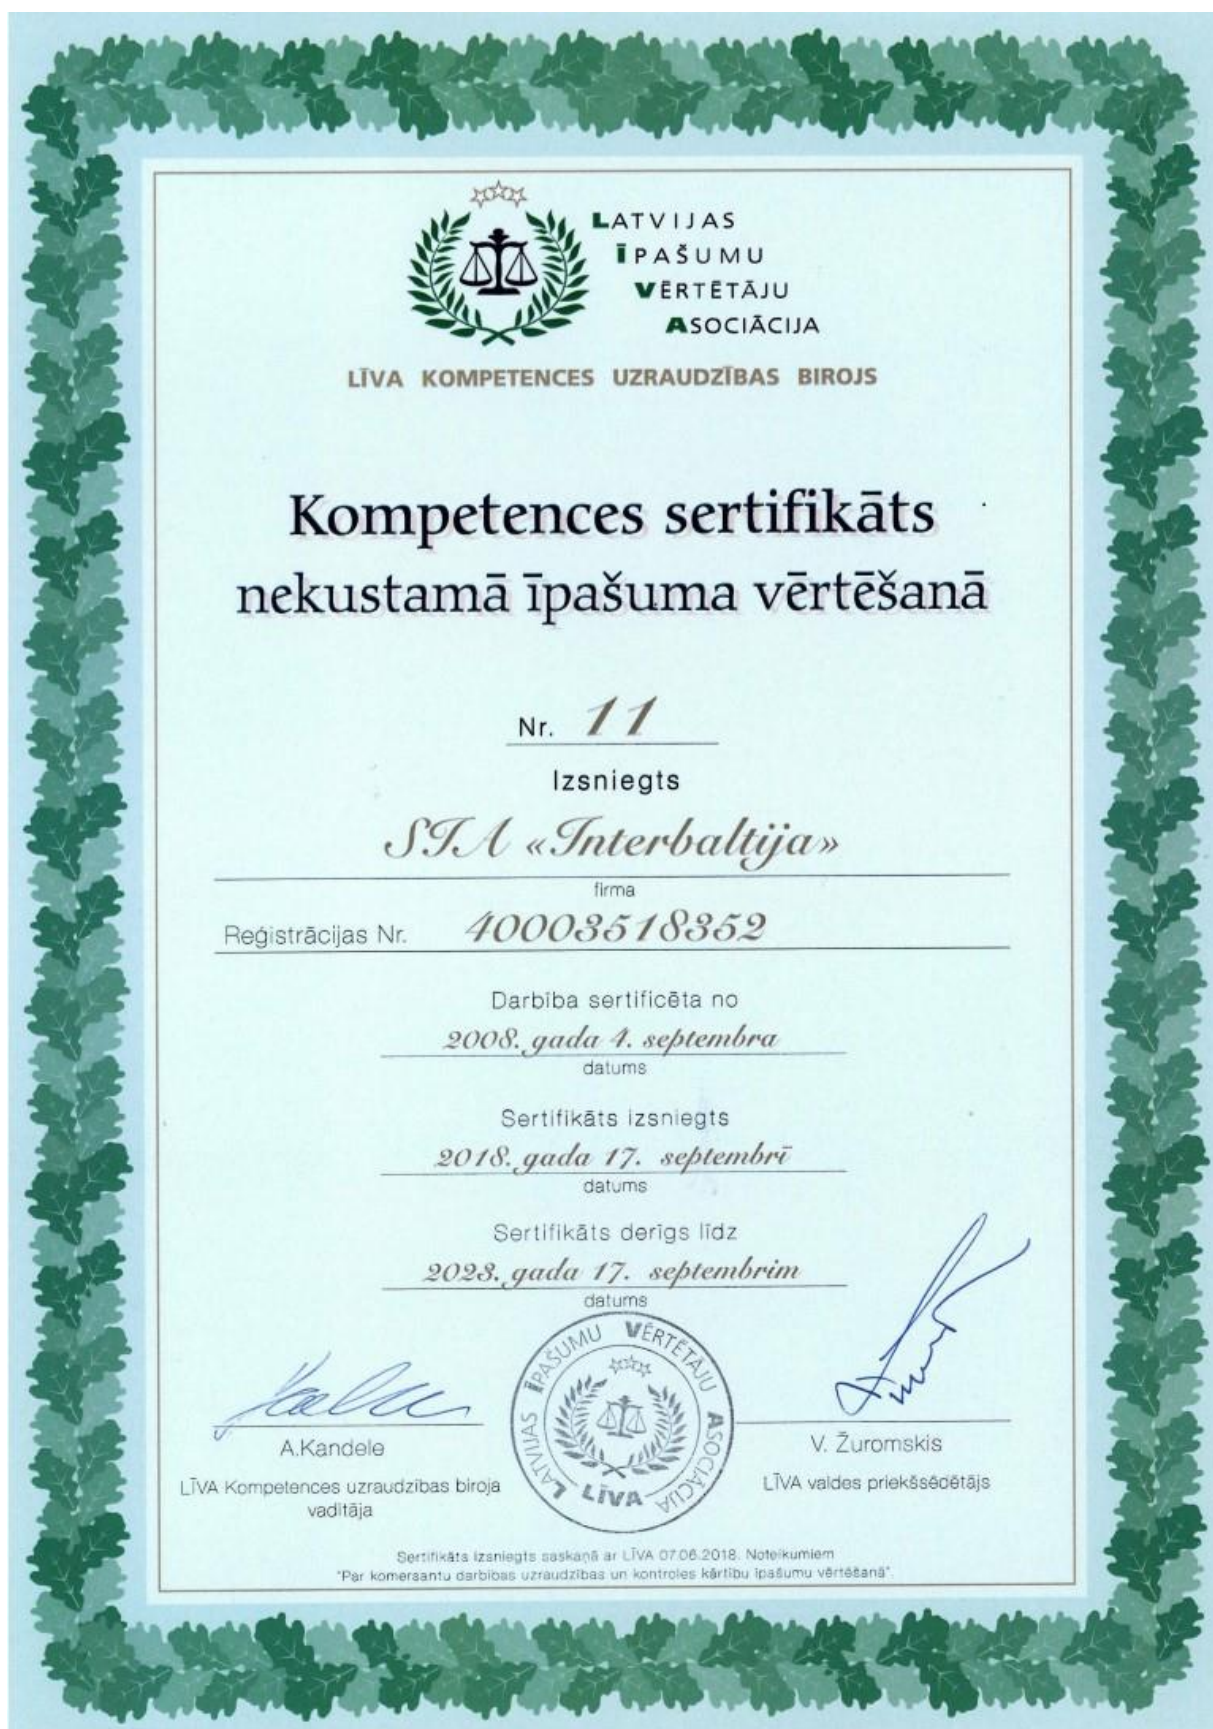 LATVIJAS
ĪPAŠUMU
VĒRTĒTĀJU
ASOCIĀCIJA
LĪVA KOMPETENCES UZRAUDZĪBAS BIROJS
Kompetences sertifikāts
nekustamā īpašuma vērtēšanā
Nr. 11
Izsniegts
SIA «Interbaltija»
firma
Reģistrācijas Nr. 40003518352
Darbība sertificēta no
2008. gada 4. septembra
datums
Sertifikāts izsniegts
2018. gada 17. septembrī
datums
Sertifikāts derīgs līdz
2023. gada 17. septembrim
datums
LATVIJAS ĪPAŠUMU VĒRTĒTĀJU ASOCIĀCIJA
LĪVA
A.Kandele
LĪVA Kompetences uzraudzības biroja
vadītāja
V. Žuromskis
LĪVA valdes priekšsēdētājs
Sertifikāts izsniegts saskaņā ar LĪVA 07.06.2018. Noteikumiem
"Par komersantu darbības uzraudzības un kontroles kārtību īpašumu vērtēšanā".